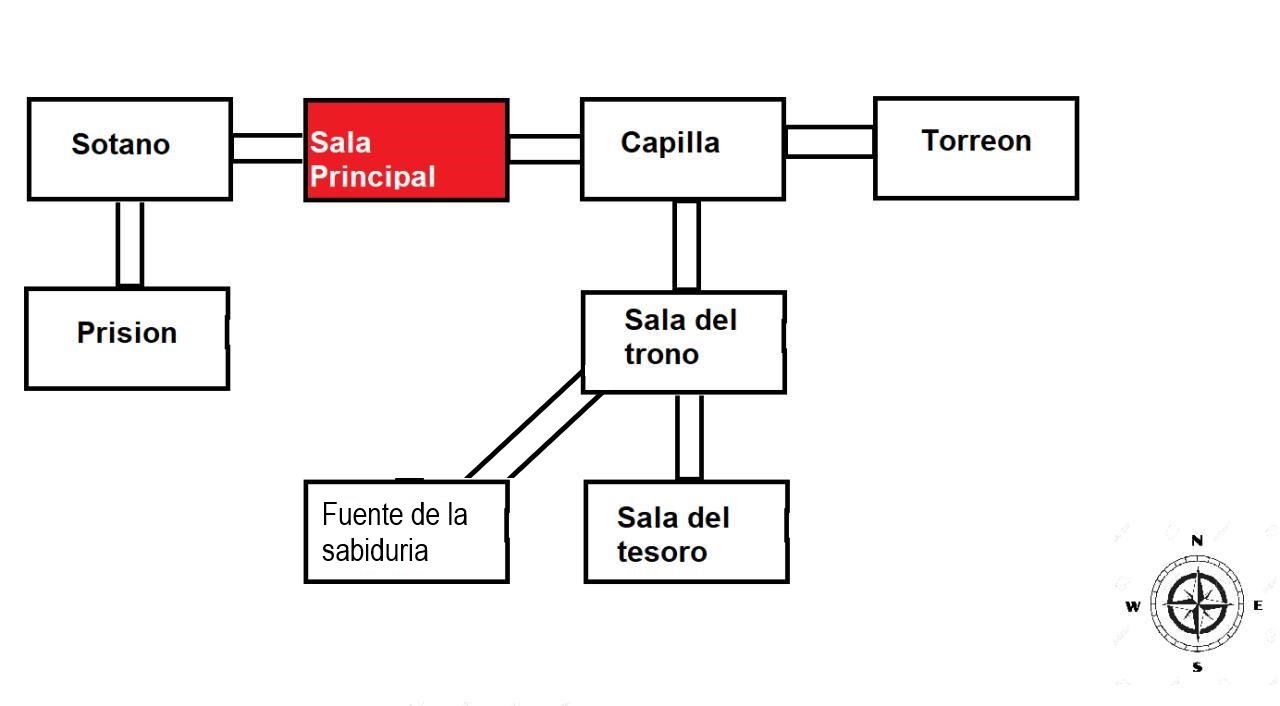 Sotano
Sala
Principal
Capilla
Torreon
Prision
Sala del
trono
Fuente de la
sabiduria
Sala del
tesoro
N
W
E
S